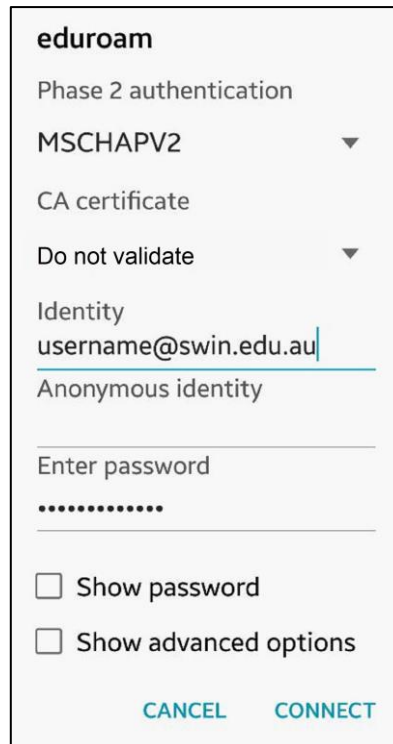 eduroam
Phase 2 authentication
MSCHAPV2
CA certificate
Do not validate
Identity
username@swin.edu.au
Anonymous identity
Enter password
•••••••••••••
Show password
Show advanced options
CANCEL CONNECT